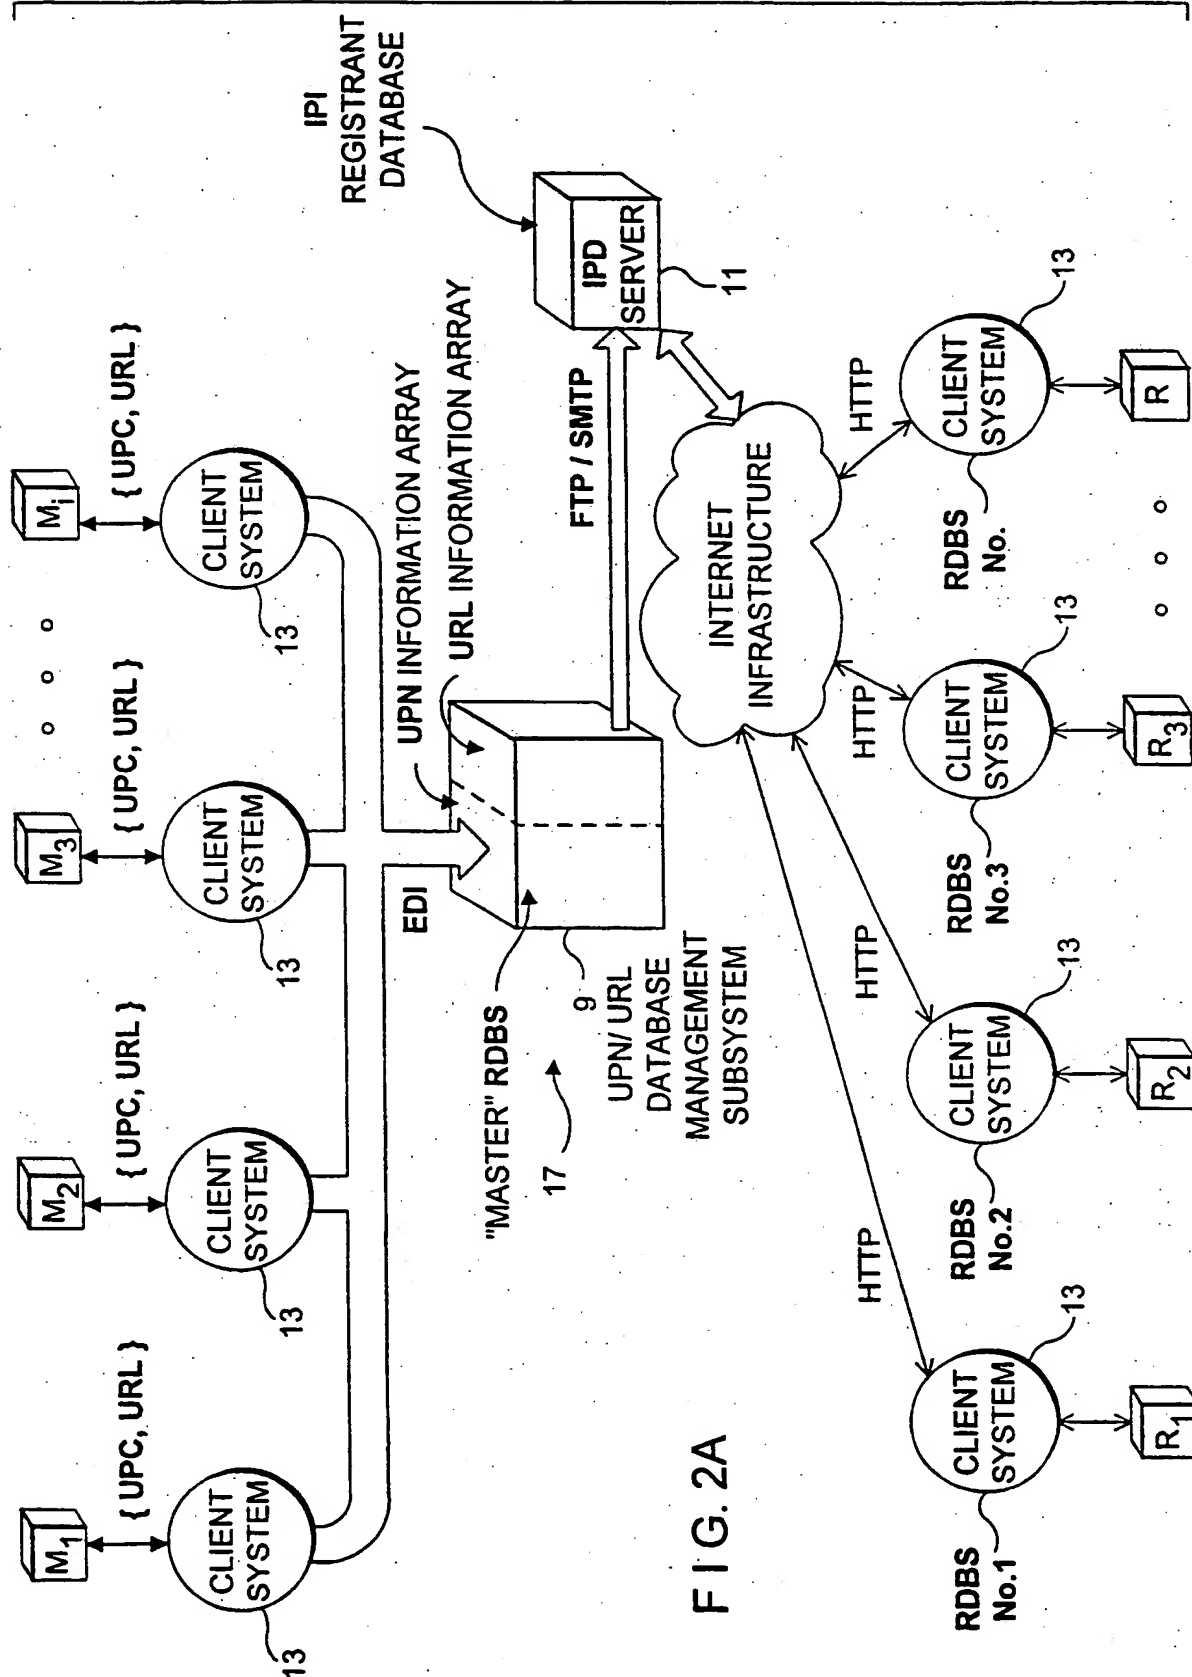 M1
{ UPC, URL }
M2
{ UPC, URL }
M3
{ UPC, URL }
Mi
{ UPC, URL }
CLIENT
SYSTEM
13
CLIENT
SYSTEM
13
CLIENT
SYSTEM
13
CLIENT
SYSTEM
13
IPI
REGISTRANT
DATABASE
EDI
UPN INFORMATION ARRAY
URL INFORMATION ARRAY
"MASTER" RDBS
17
9
UPN/ URL
DATABASE
MANAGEMENT
SUBSYSTEM
FTP / SMTP
IPD
SERVER
11
INTERNET
INFRASTRUCTURE
FIG. 2A
HTTP
HTTP
HTTP
HTTP
CLIENT
SYSTEM
13
RDBS
No.1
CLIENT
SYSTEM
13
RDBS
No.2
CLIENT
SYSTEM
13
RDBS
No.3
CLIENT
SYSTEM
13
RDBS
No.
R1
R2
R3
R